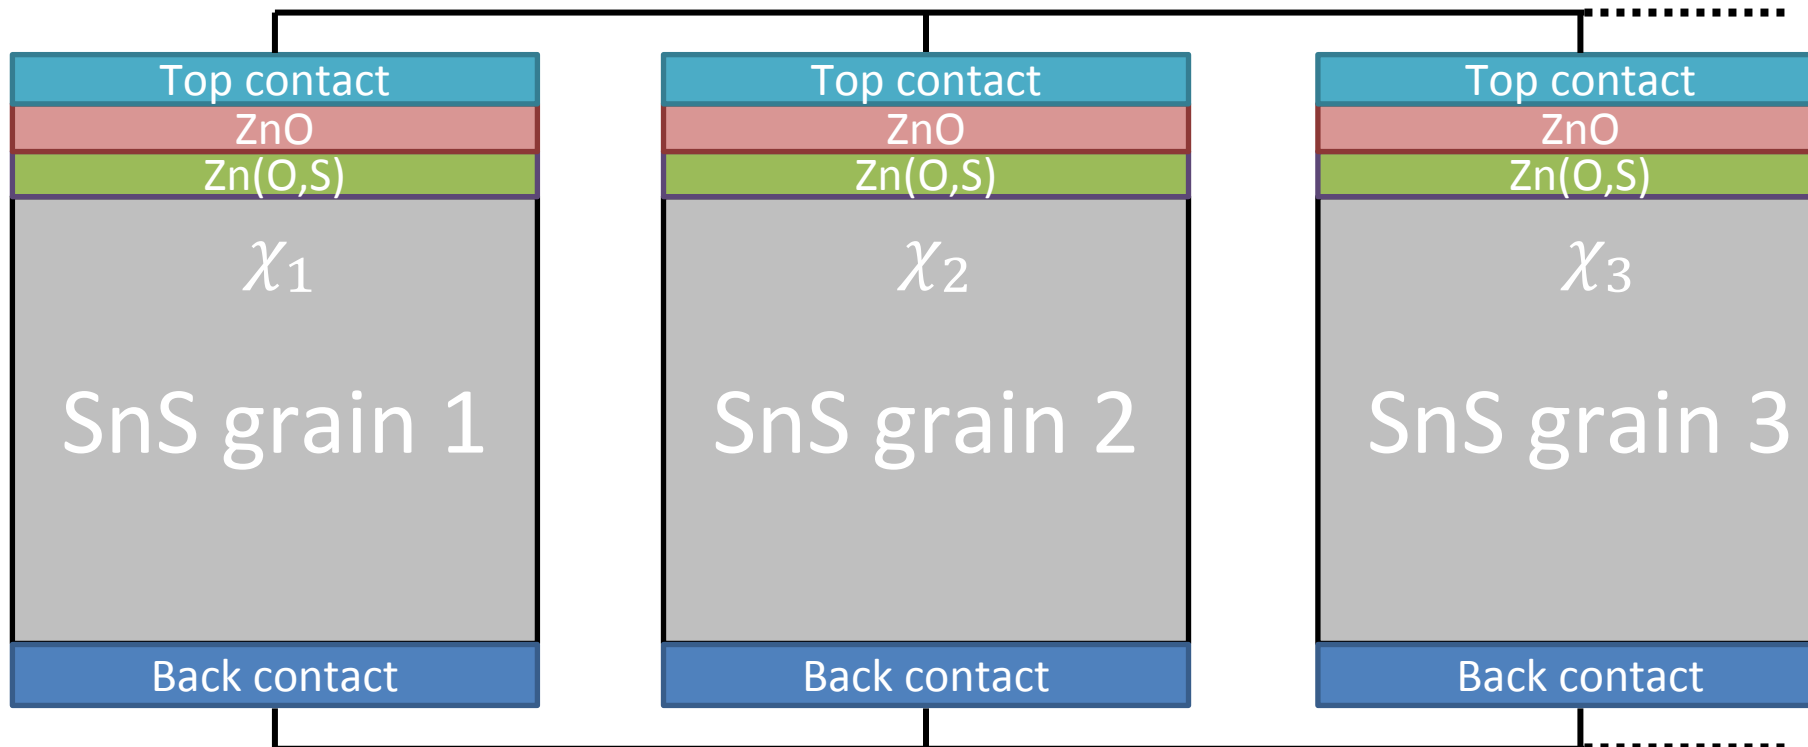 Top contact
ZnO
Zn(O,S)
χ₁
SnS grain 1
Back contact
Top contact
ZnO
Zn(O,S)
χ₂
SnS grain 2
Back contact
Top contact
ZnO
Zn(O,S)
χ₃
SnS grain 3
Back contact